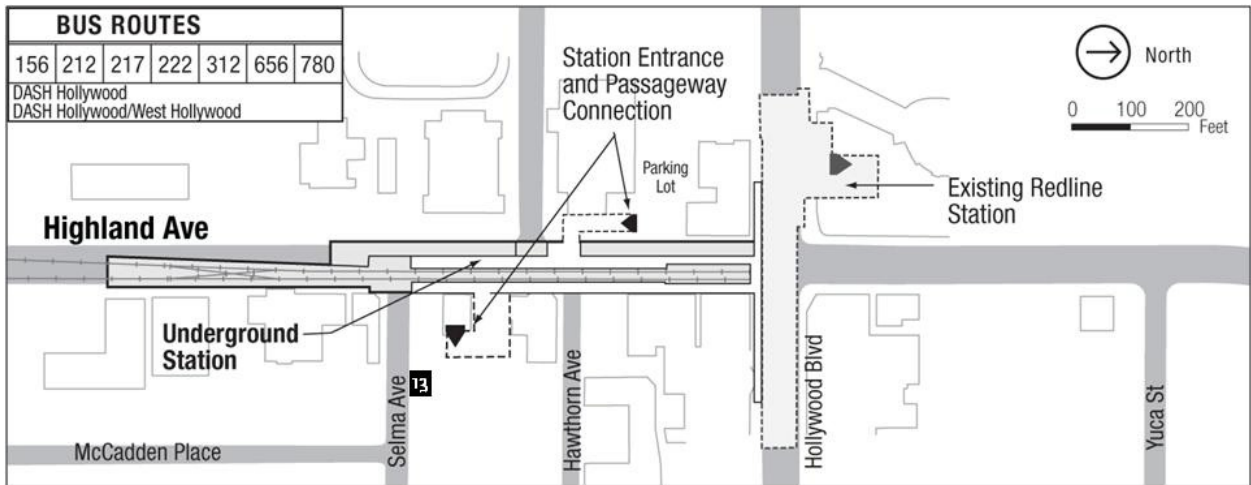 BUS ROUTES
156 212 217 222 312 656 780
DASH Hollywood
DASH Hollywood/West Hollywood
Station Entrance
and Passageway
Connection
North
0 100 200
Feet
Parking
Lot
Existing Redline
Station
Highland Ave
Underground
Station
Selma Ave
Hawthorn Ave
Hollywood Blvd
Yuca St
McCadden Place